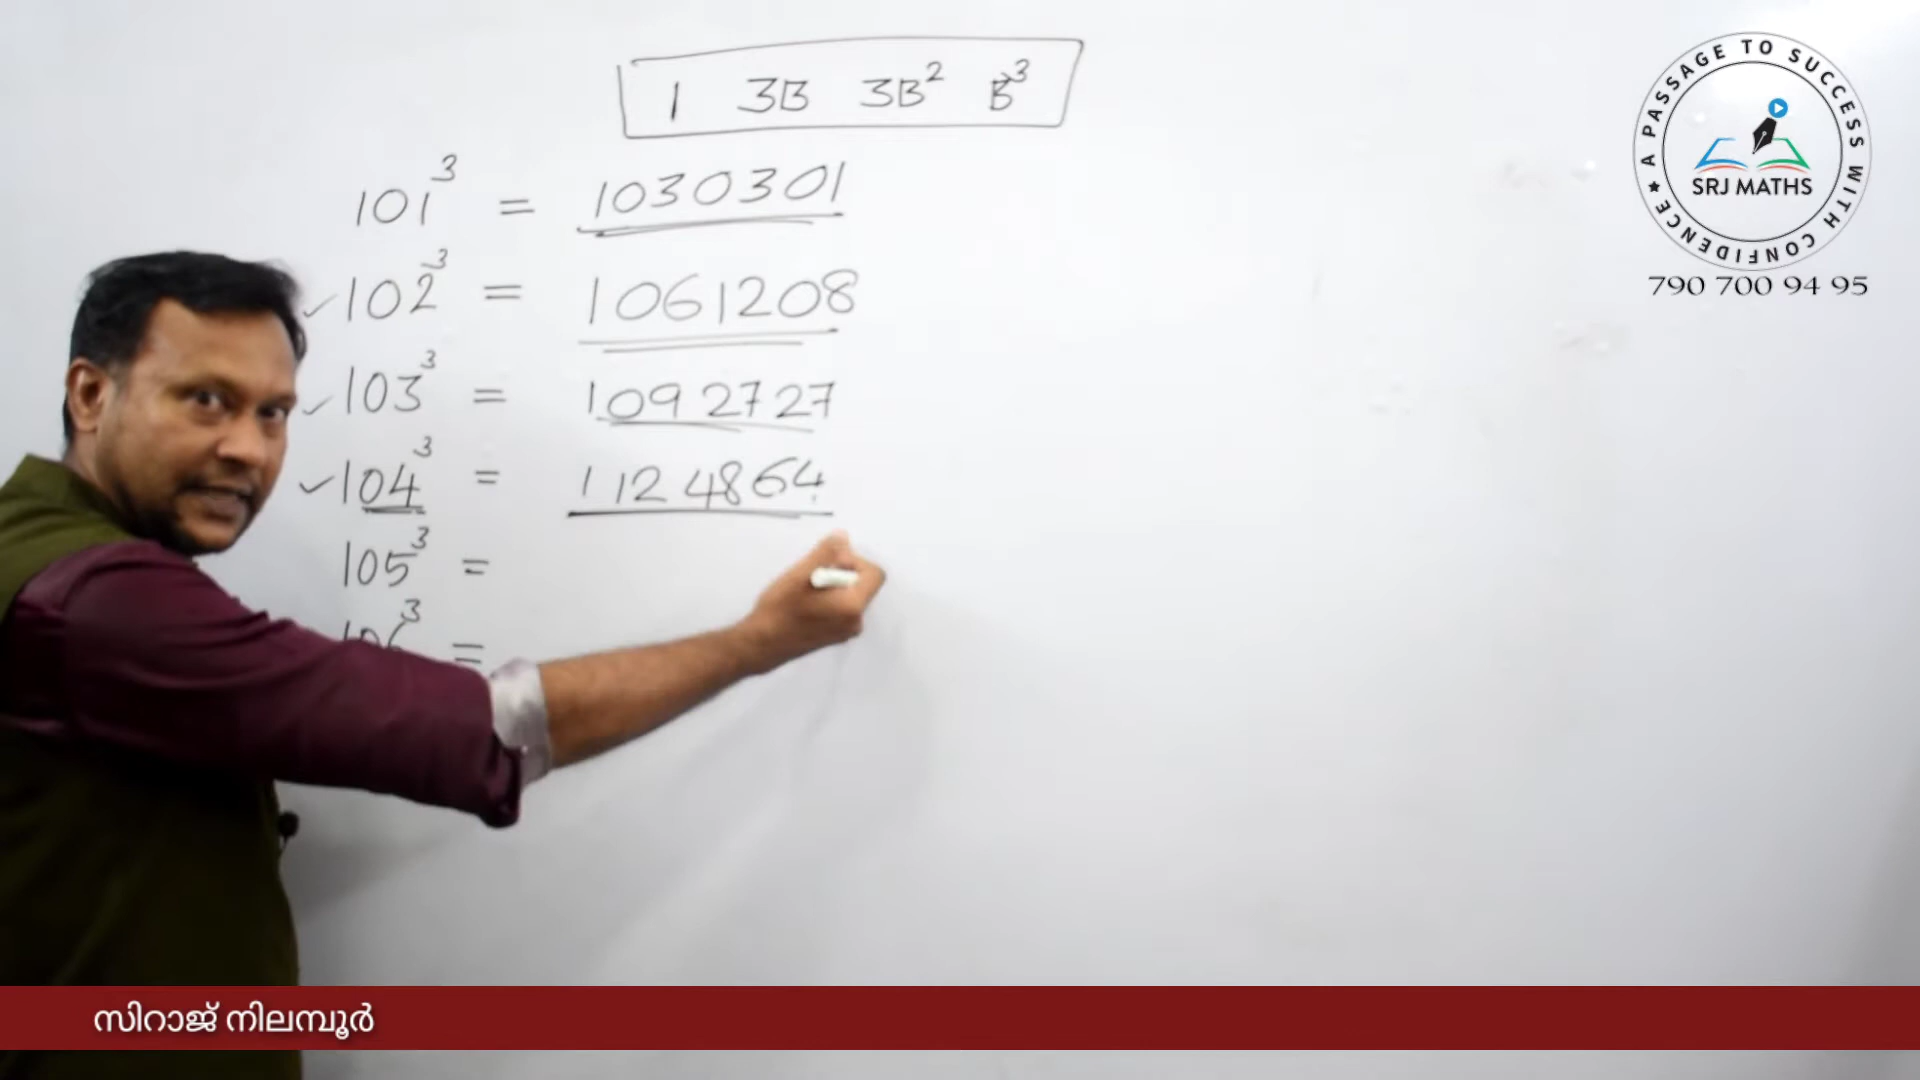 1 3B 3B² B³
101³ = 1030301
102³ = 1061208
103³ = 1092727
104³ = 1124864
105³ =
106³ =
A PASSAGE TO SUCCESS WITH CONFIDENCE
SRJ MATHS
790 700 94 95
സിറാജ് നിലമ്പൂർ